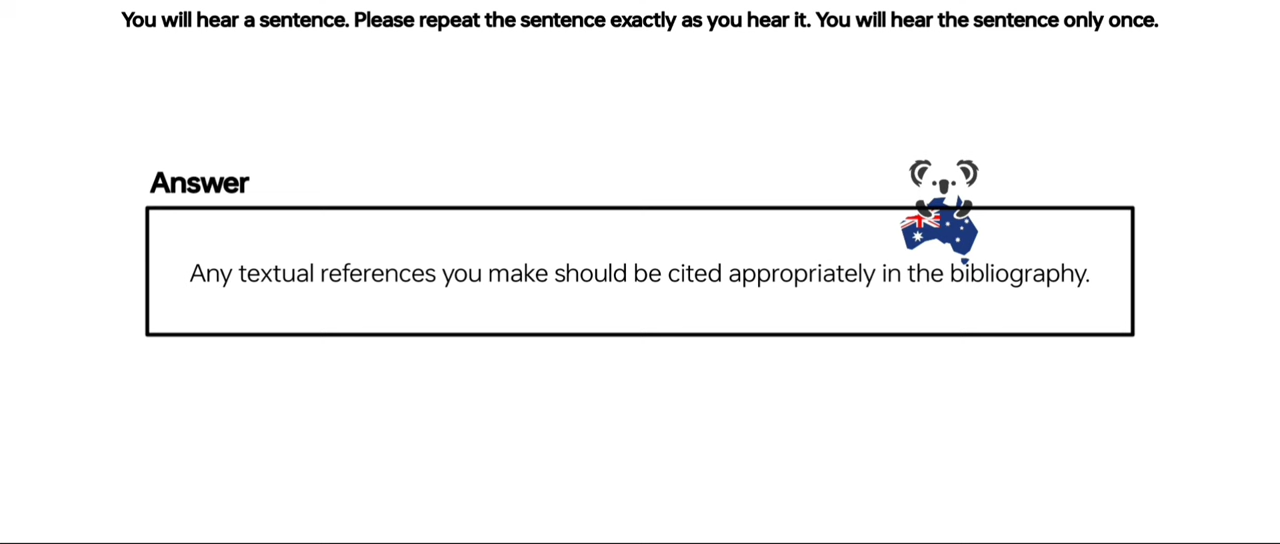 You will hear a sentence. Please repeat the sentence exactly as you hear it. You will hear the sentence only once.
Answer
Any textual references you make should be cited appropriately in the bibliography.